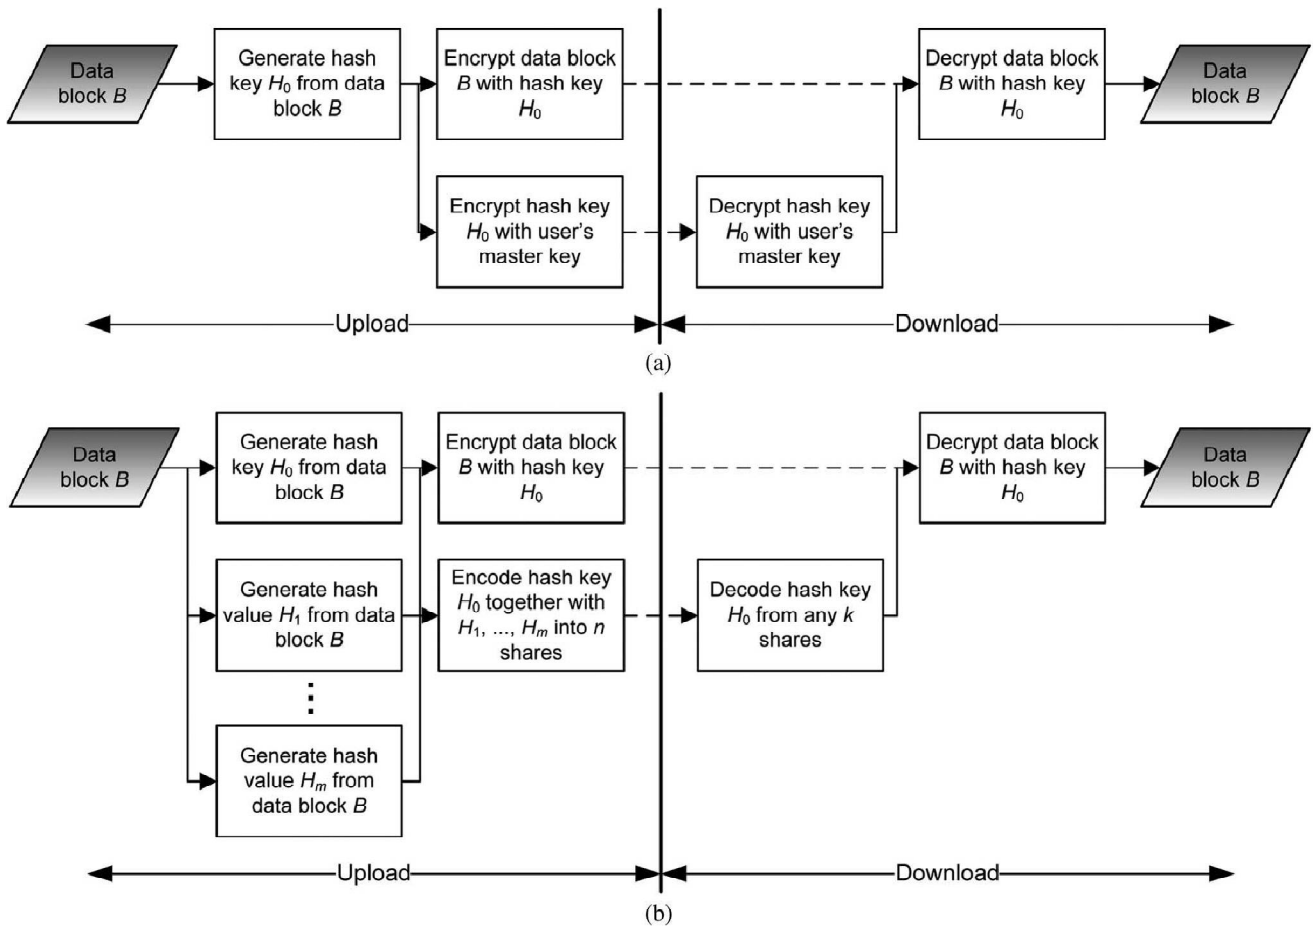 Data
block B
Generate hash
key H0 from data
block B
Encrypt data block
B with hash key
H0
Decrypt data block
B with hash key
H0
Data
block B
Encrypt hash key
H0 with user's
master key
Decrypt hash key
H0 with user's
master key
Upload
Download
(a)
Data
block B
Generate hash
key H0 from data
block B
Encrypt data block
B with hash key
H0
Decrypt data block
B with hash key
H0
Data
block B
Generate hash
value H1 from data
block B
Encode hash key
H0 together with
H1, ..., Hm into n
shares
Decode hash key
H0 from any k
shares
⋮
Generate hash
value Hm from
data block B
Upload
Download
(b)